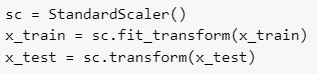 sc = StandardScaler()
x_train = sc.fit_transform(x_train)
x_test = sc.transform(x_test)